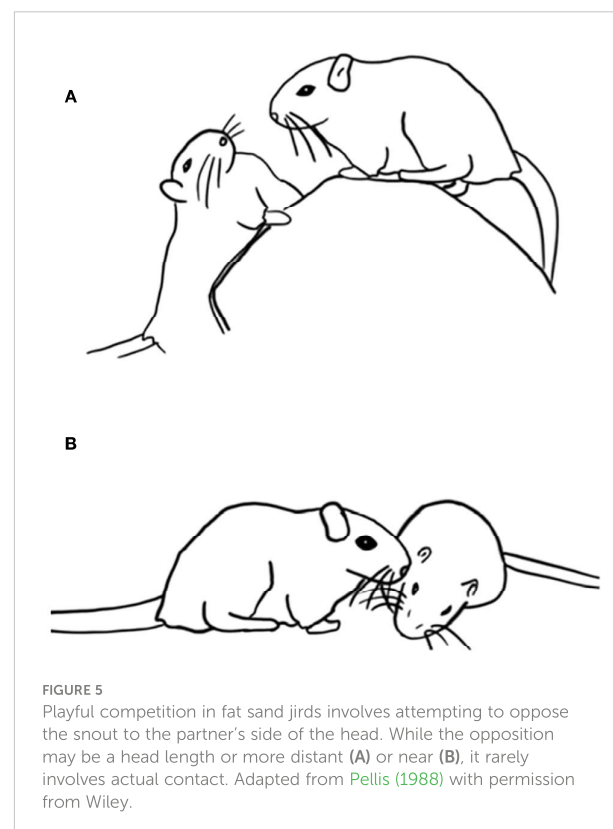 A
B
FIGURE 5
Playful competition in fat sand jirds involves attempting to oppose
the snout to the partner's side of the head. While the opposition
may be a head length or more distant (A) or near (B), it rarely
involves actual contact. Adapted from Pellis (1988) with permission
from Wiley.